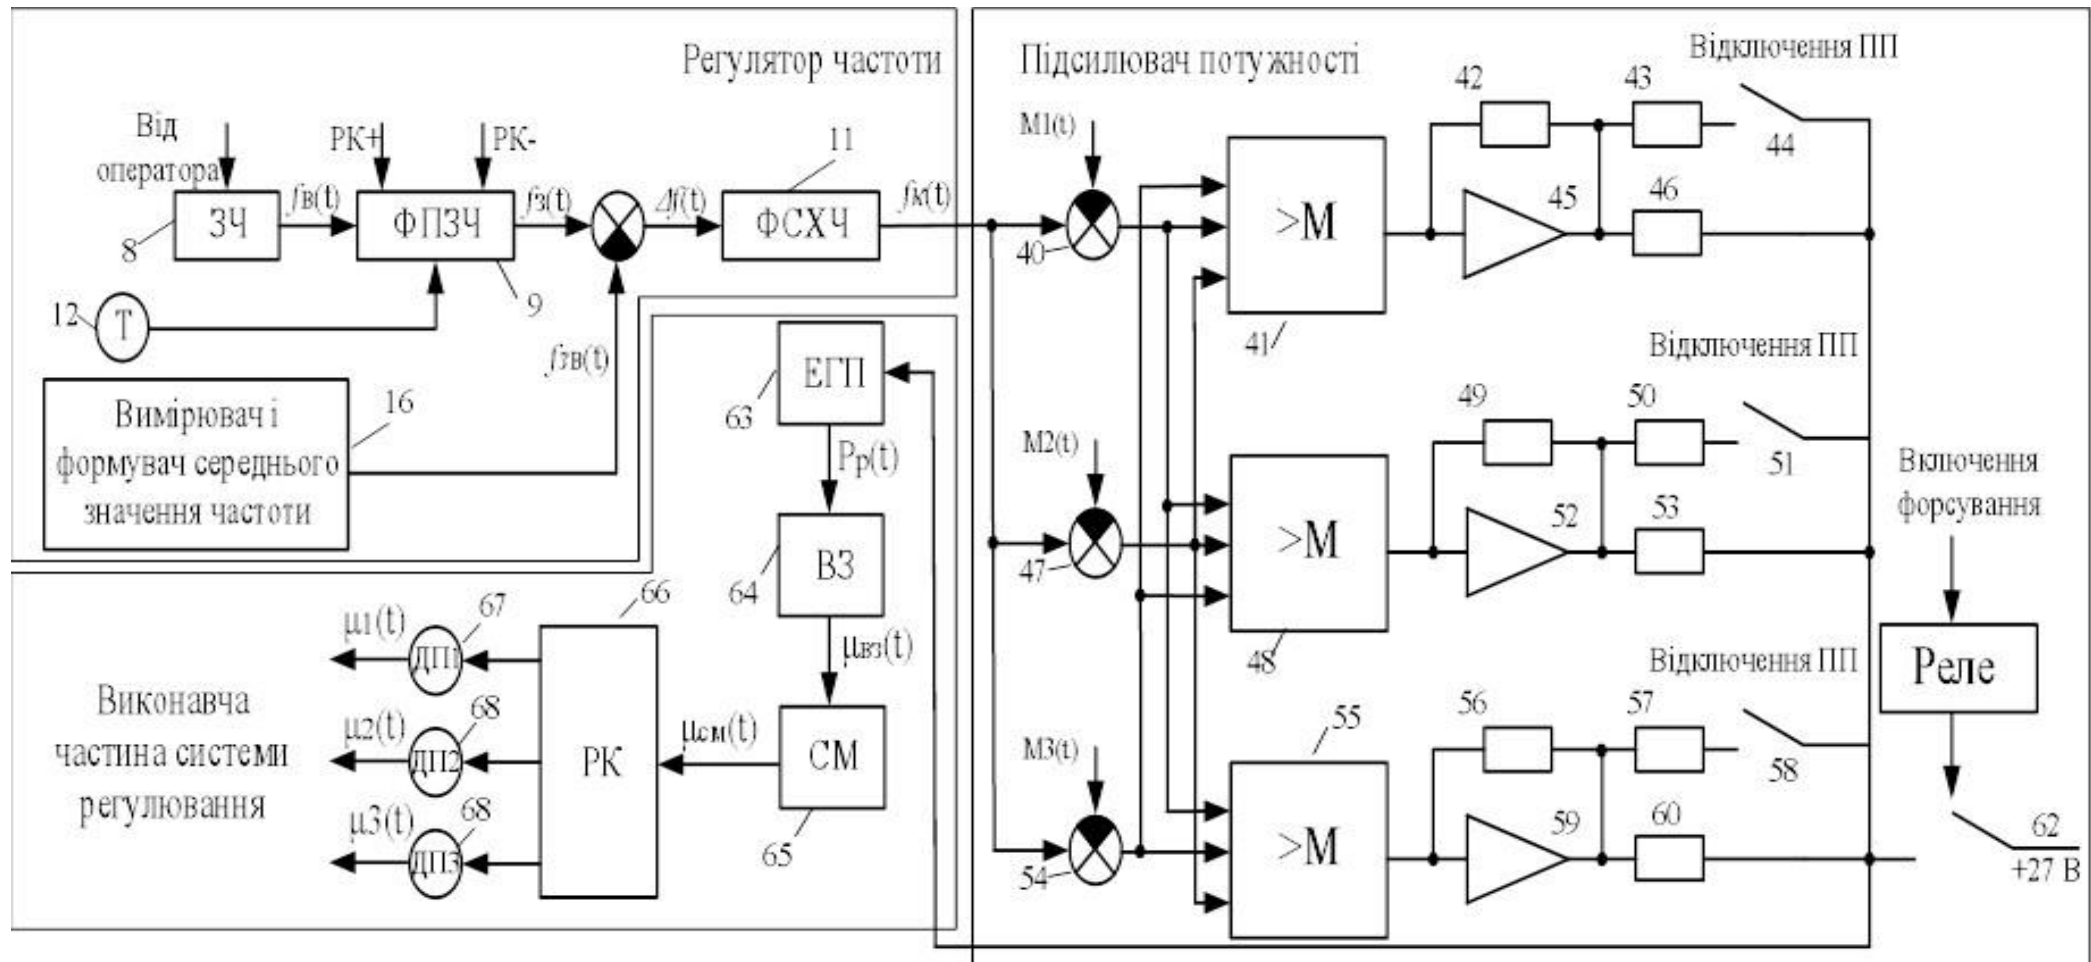 Регулятор частоти
Від
оператора
РК+
РК-
11
fв(t)
fз(t)
Δf(t)
fк(t)
8
ЗЧ
ФПЗЧ
ФСХЧ
12
Т
9
fзв(t)
Вимірювач і
формувач середнього
значення частоти
16
Підсилювач потужності
М1(t)
40
>М
41
42
43
Відключення ПП
44
45
46
М2(t)
47
>М
48
49
50
Відключення ПП
51
52
53
М3(t)
54
>М
55
56
57
Відключення ПП
58
59
60
Включення
форсування
Реле
62
+27 В
ЕГП
63
Рр(t)
ВЗ
64
μвз(t)
СМ
65
μсм(t)
66
РК
67
μ1(t)
ДП1
68
μ2(t)
ДП2
68
μ3(t)
ДП3
Виконавча
частина системи
регулювання